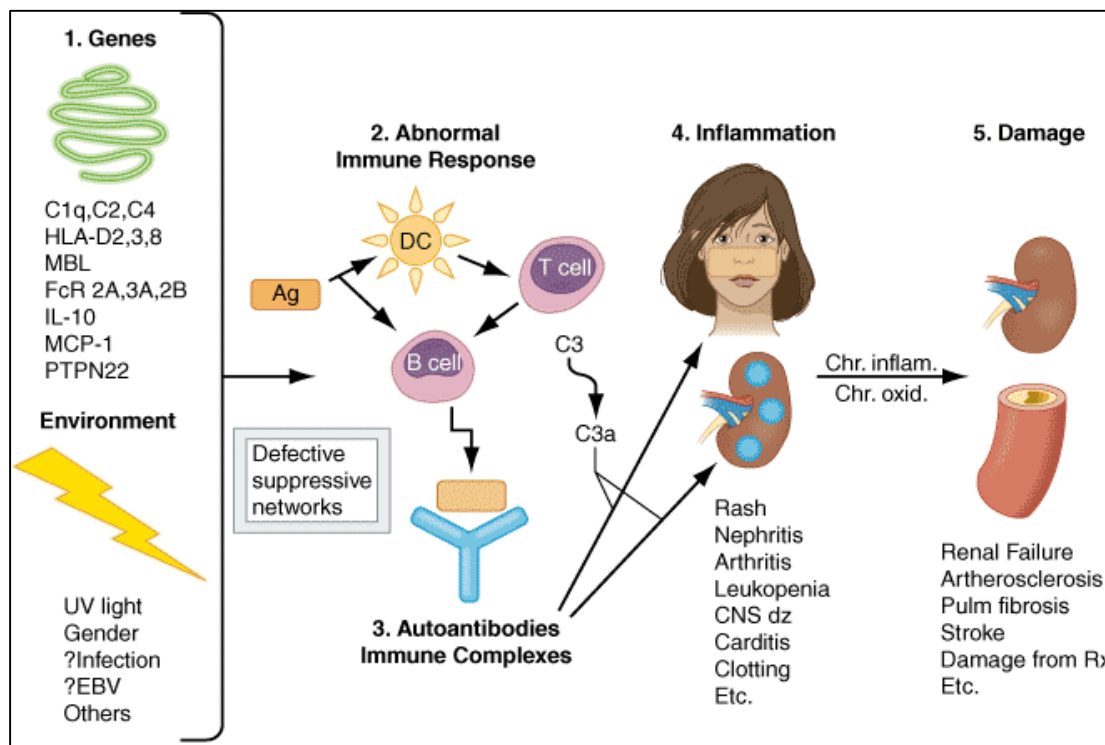 1. Genes
C1q,C2,C4
HLA-D2,3,8
MBL
FcR 2A,3A,2B
IL-10
MCP-1
PTPN22
Environment
UV light
Gender
?Infection
?EBV
Others
2. Abnormal
Immune Response
DC
Ag
T cell
B cell
C3
C3a
Defective
suppressive
networks
3. Autoantibodies
Immune Complexes
4. Inflammation
Rash
Nephritis
Arthritis
Leukopenia
CNS dz
Carditis
Clotting
Etc.
Chr. inflam.
Chr. oxid.
5. Damage
Renal Failure
Artherosclerosis
Pulm fibrosis
Stroke
Damage from Rx
Etc.